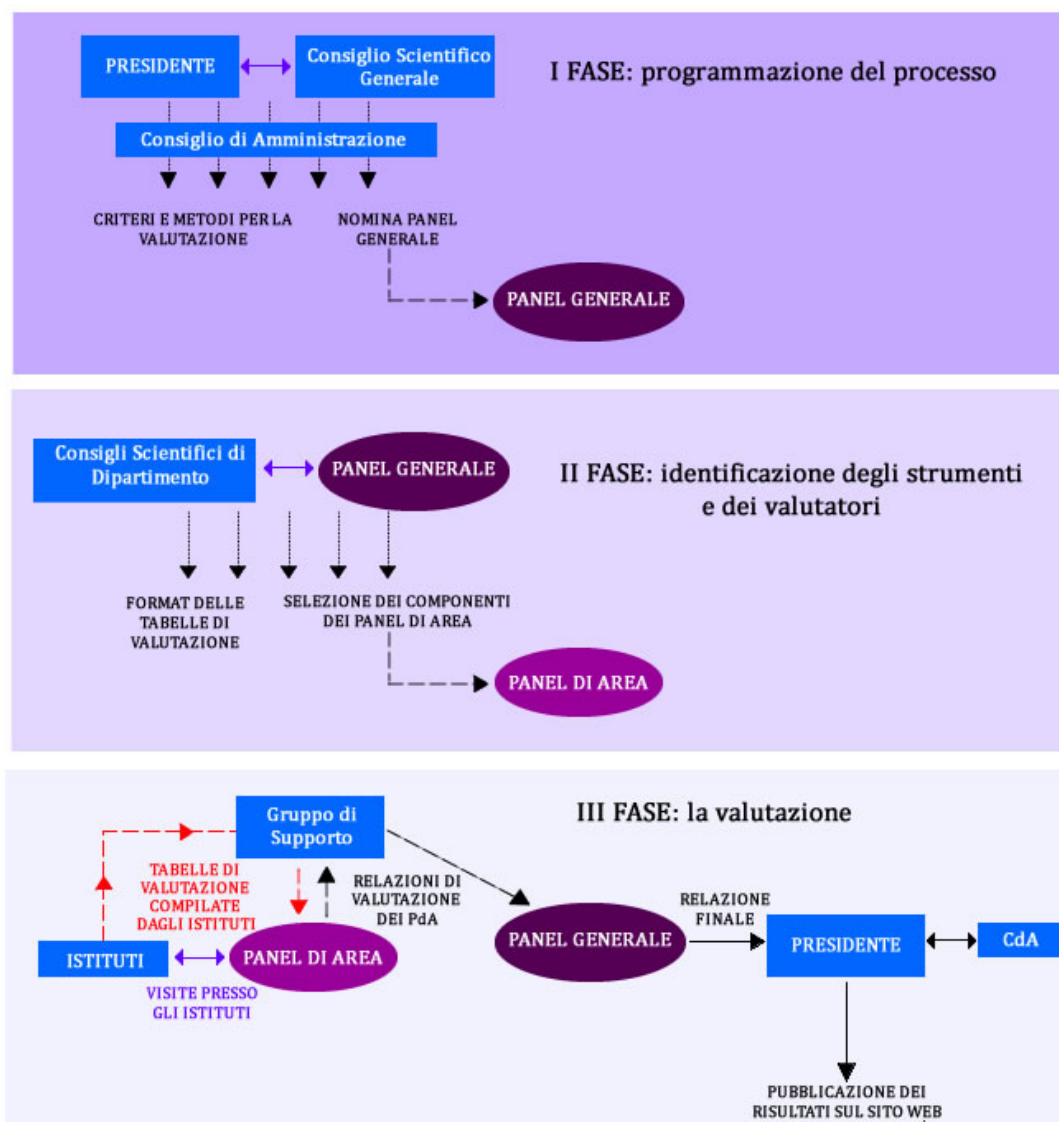 PRESIDENTE
Consiglio Scientifico
Generale
I FASE: programmazione del processo
Consiglio di Amministrazione
CRITERI E METODI PER LA
VALUTAZIONE
NOMINA PANEL
GENERALE
PANEL GENERALE
Consigli Scientifici di
Dipartimento
PANEL GENERALE
II FASE: identificazione degli strumenti
e dei valutatori
FORMAT DELLE
TABELLE DI
VALUTAZIONE
SELEZIONE DEI COMPONENTI
DEI PANEL DI AREA
PANEL DI AREA
III FASE: la valutazione
Gruppo di
Supporto
TABELLE DI
VALUTAZIONE
COMPILATE
DAGLI ISTITUTI
RELAZIONI DI
VALUTAZIONE
DEI PdA
ISTITUTI
PANEL DI AREA
VISITE PRESSO
GLI ISTITUTI
PANEL GENERALE
RELAZIONE
FINALE
PRESIDENTE
CdA
PUBBLICAZIONE DEI
RISULTATI SUL SITO WEB